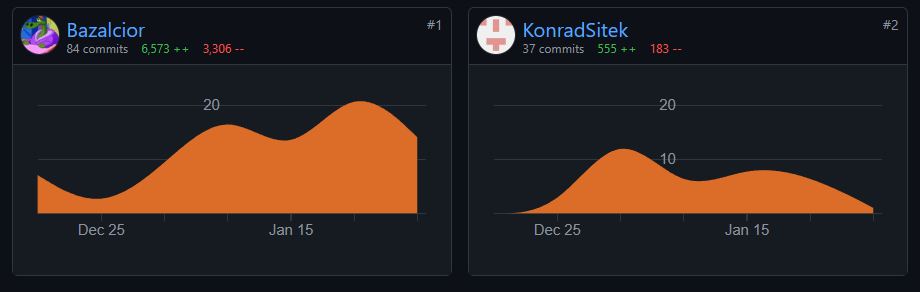 Bazalcior
#1
84 commits 6,573 ++ 3,306 --
20
Dec 25 Jan 15
KonradSitek
#2
37 commits 555 ++ 183 --
20
10
Dec 25 Jan 15